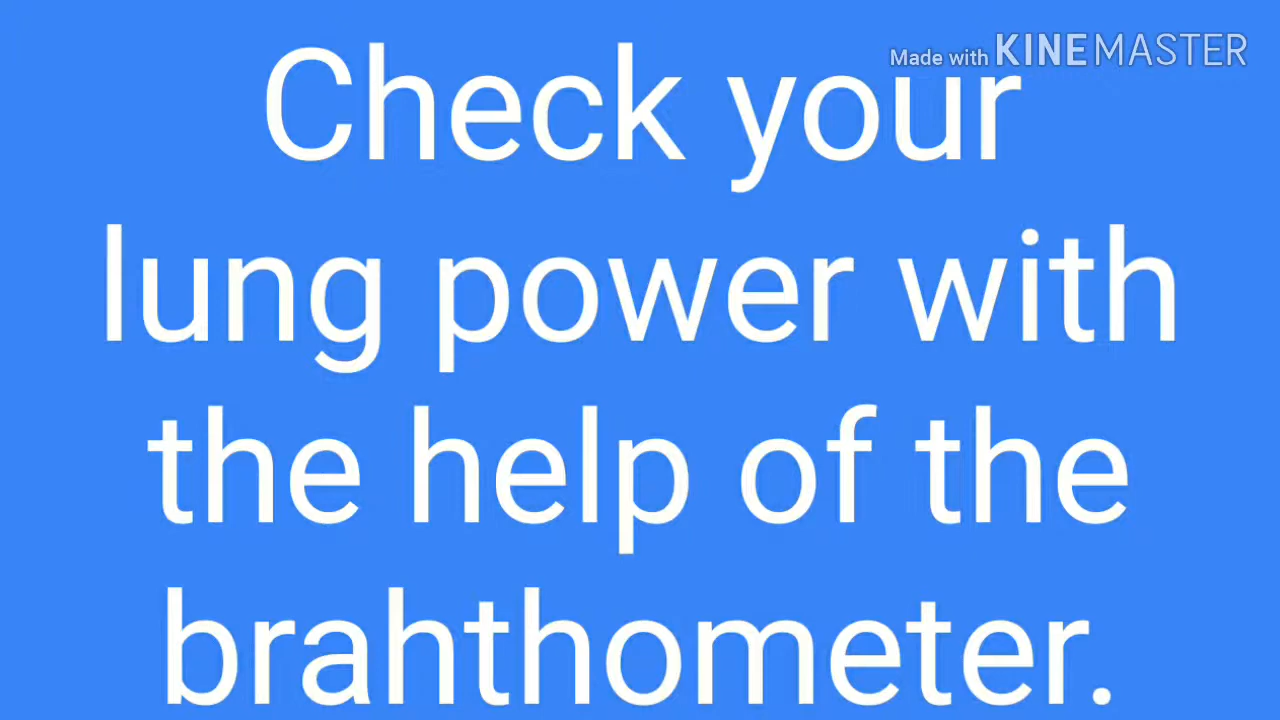 Made with KINEMASTER
Check your
lung power with
the help of the
brahthometer.